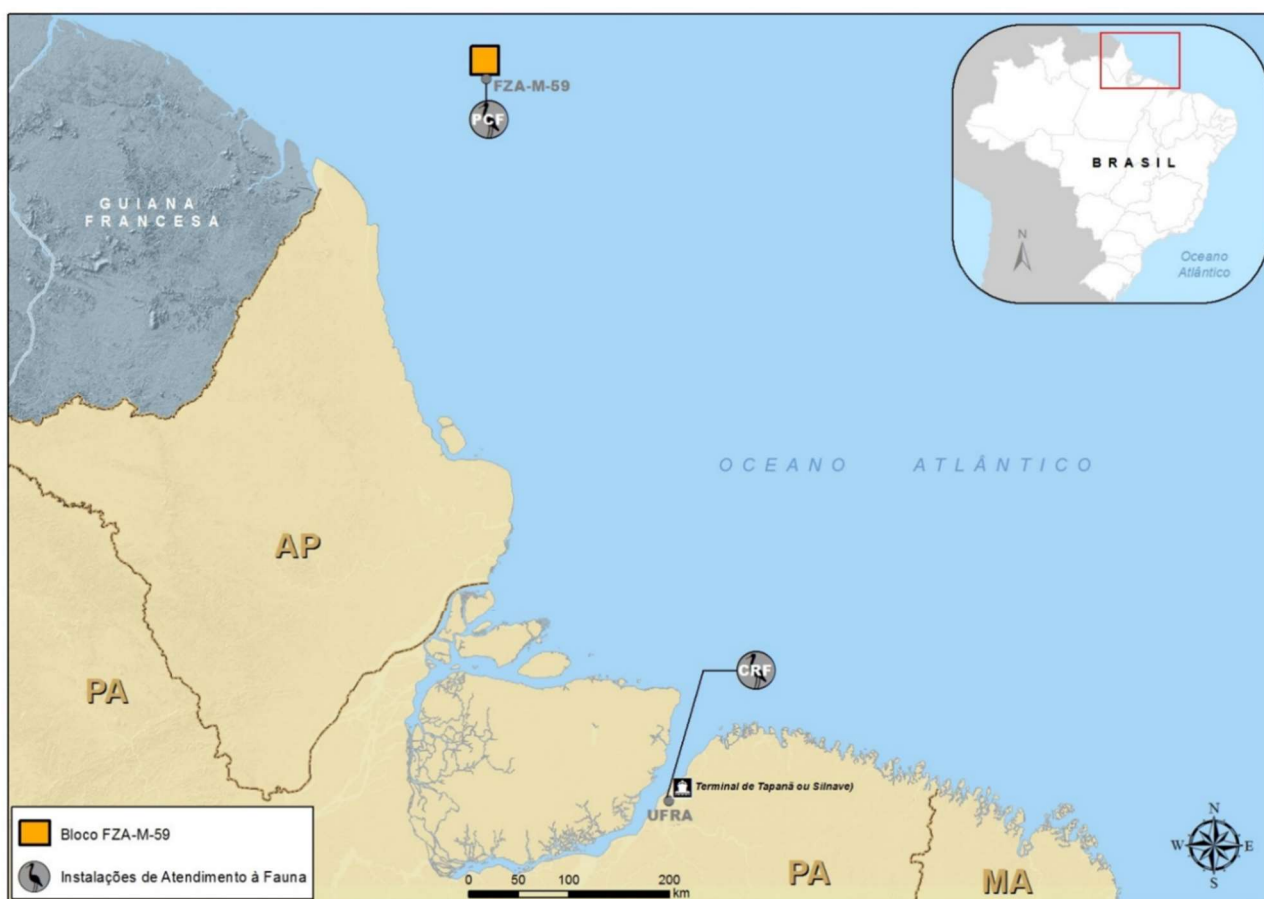 FZA-M-59
PCF
GUIANA
FRANCESA
BRASIL
N
Oceano
Atlântico
OCEANO ATLÂNTICO
AP
PA
CRF
Terminal de Tapanã ou Silnave)
UFRA
PA
MA
N
W
E
S
Bloco FZA-M-59
Instalações de Atendimento à Fauna
0 50 100 200
km